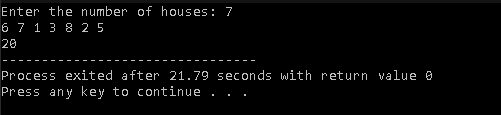 Enter the number of houses: 7
6 7 1 3 8 2 5
20
--------------------------------
Process exited after 21.79 seconds with return value 0
Press any key to continue . . .